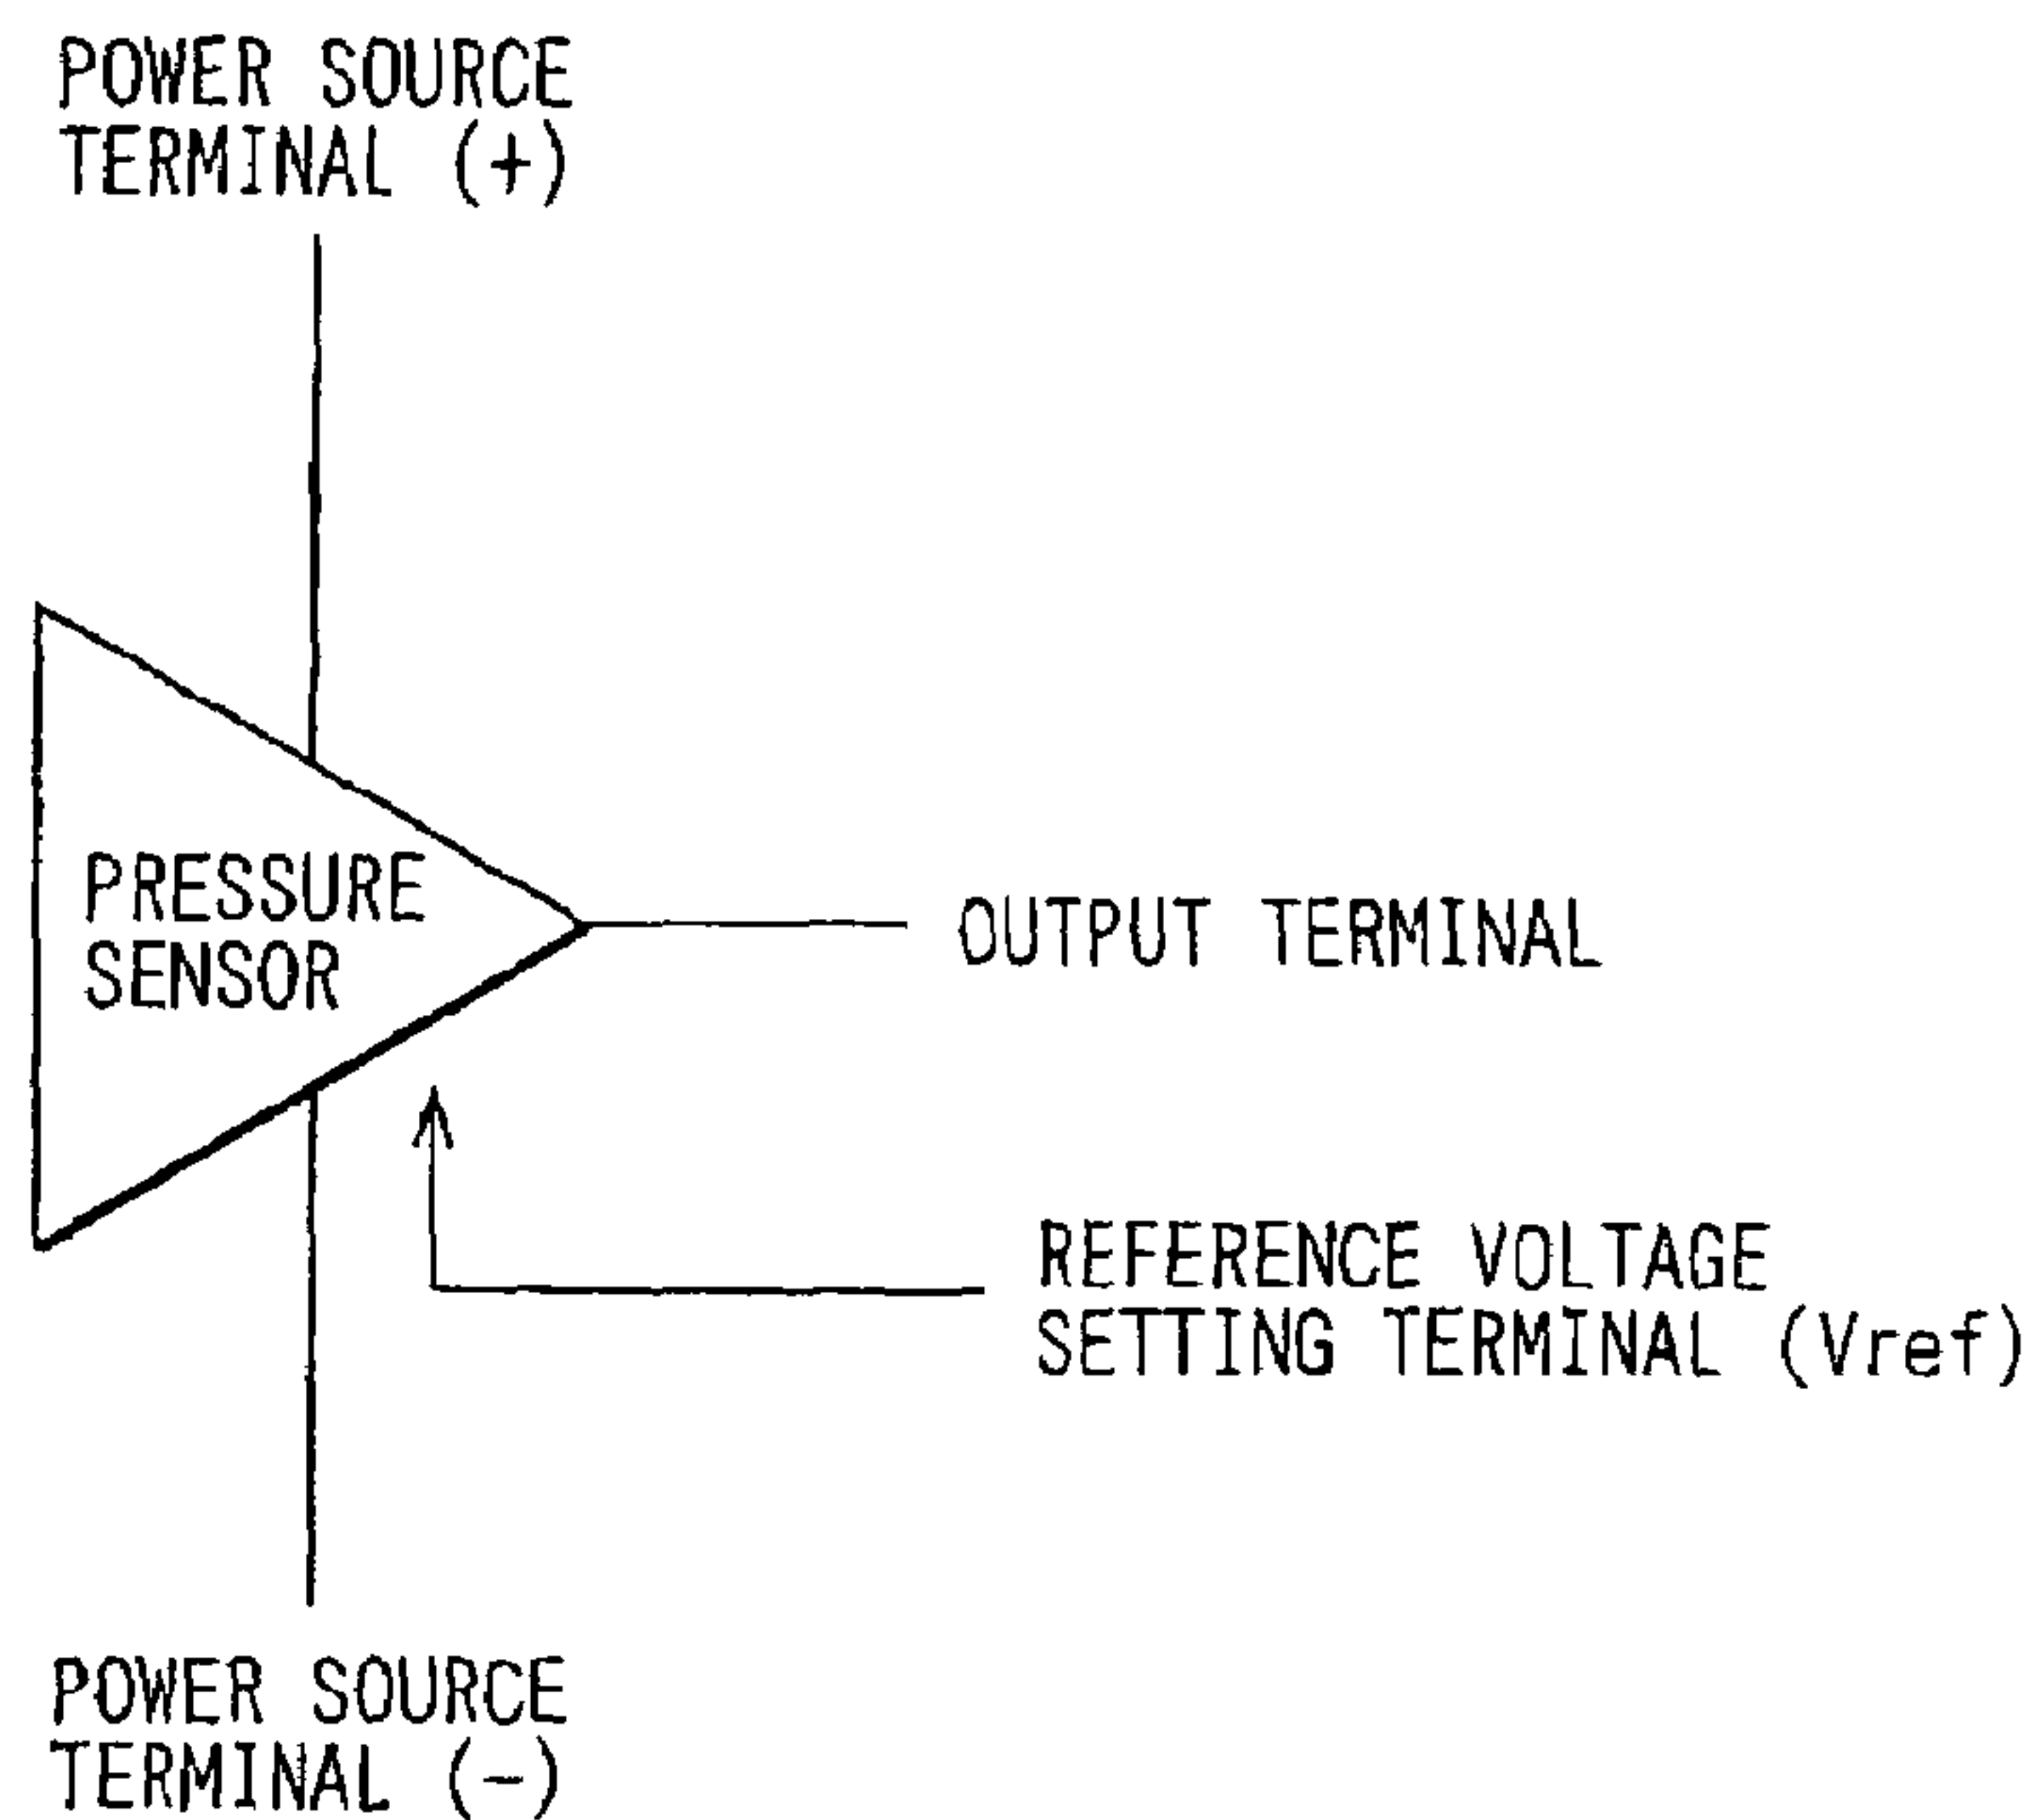 POWER SOURCE
TERMINAL (+)
PRESSURE
SENSOR
OUTPUT TERMINAL
REFERENCE VOLTAGE
SETTING TERMINAL (Vref)
POWER SOURCE
TERMINAL (-)